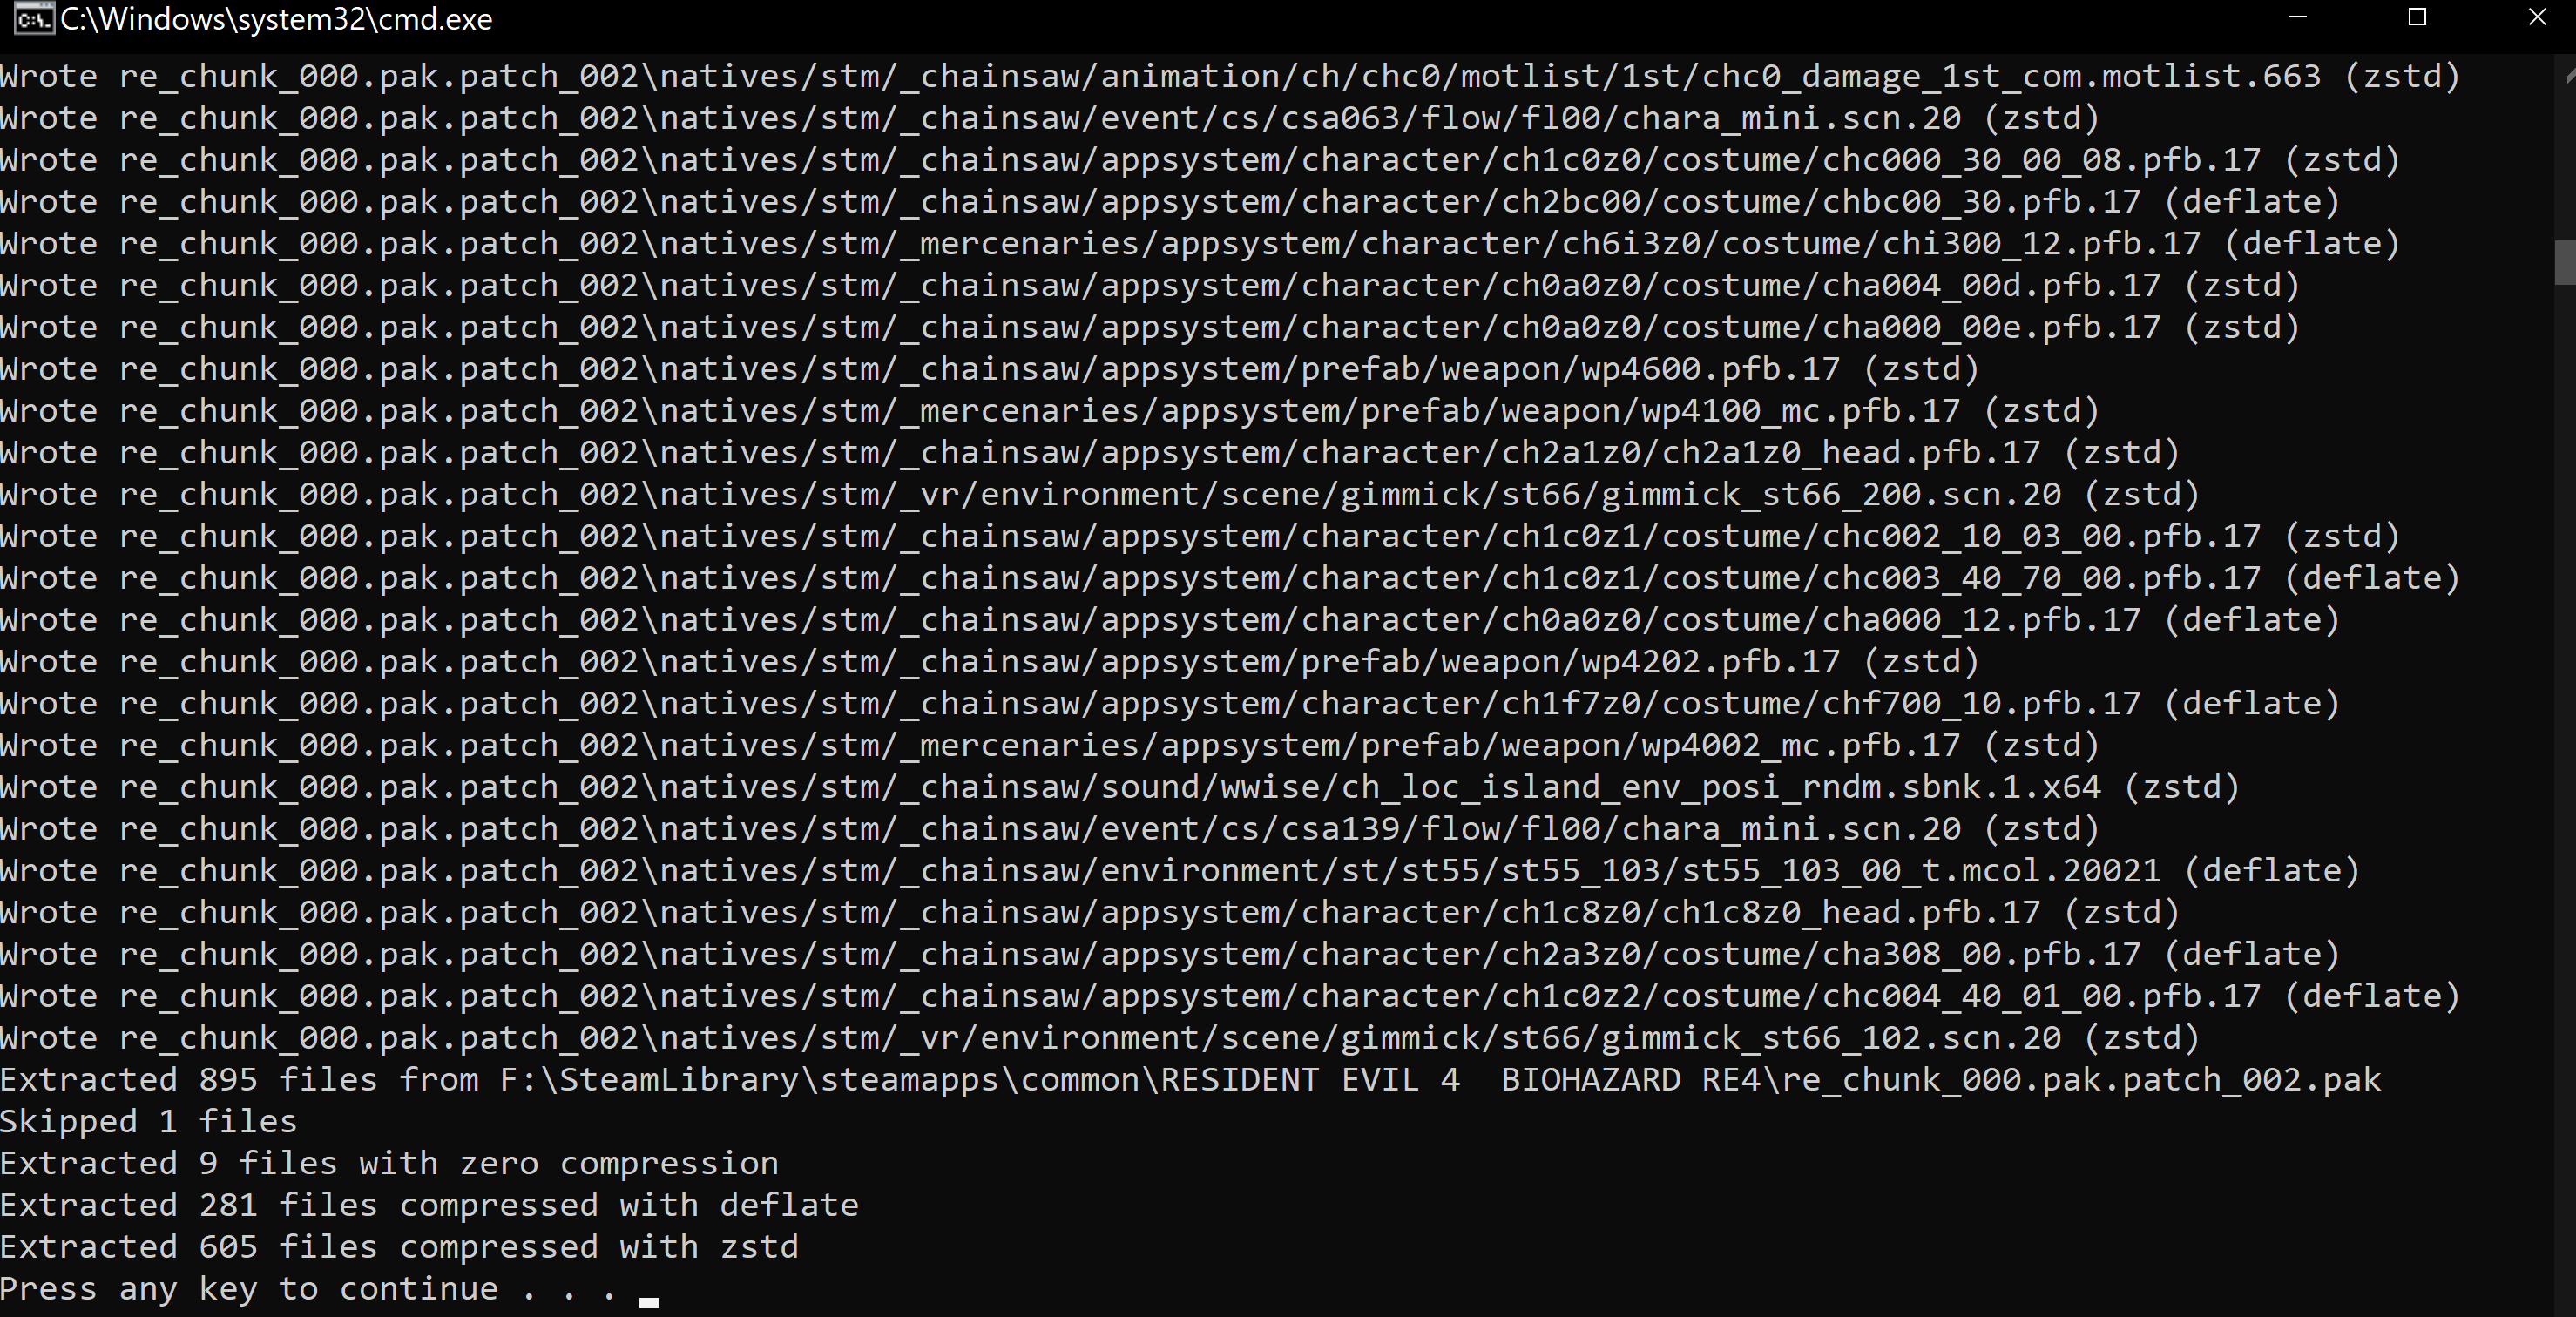 C:\Windows\system32\cmd.exe
Wrote re_chunk_000.pak.patch_002\natives/stm/_chainsaw/animation/ch/chc0/motlist/1st/chc0_damage_1st_com.motlist.663 (zstd)
Wrote re_chunk_000.pak.patch_002\natives/stm/_chainsaw/event/cs/csa063/flow/fl00/chara_mini.scn.20 (zstd)
Wrote re_chunk_000.pak.patch_002\natives/stm/_chainsaw/appsystem/character/ch1c0z0/costume/chc000_30_00_08.pfb.17 (zstd)
Wrote re_chunk_000.pak.patch_002\natives/stm/_chainsaw/appsystem/character/ch2bc00/costume/chbc00_30.pfb.17 (deflate)
Wrote re_chunk_000.pak.patch_002\natives/stm/_mercenaries/appsystem/character/ch6i3z0/costume/chi300_12.pfb.17 (deflate)
Wrote re_chunk_000.pak.patch_002\natives/stm/_chainsaw/appsystem/character/ch0a0z0/costume/cha004_00d.pfb.17 (zstd)
Wrote re_chunk_000.pak.patch_002\natives/stm/_chainsaw/appsystem/character/ch0a0z0/costume/cha000_00e.pfb.17 (zstd)
Wrote re_chunk_000.pak.patch_002\natives/stm/_chainsaw/appsystem/prefab/weapon/wp4600.pfb.17 (zstd)
Wrote re_chunk_000.pak.patch_002\natives/stm/_mercenaries/appsystem/prefab/weapon/wp4100_mc.pfb.17 (zstd)
Wrote re_chunk_000.pak.patch_002\natives/stm/_chainsaw/appsystem/character/ch2a1z0/ch2a1z0_head.pfb.17 (zstd)
Wrote re_chunk_000.pak.patch_002\natives/stm/_vr/environment/scene/gimmick/st66/gimmick_st66_200.scn.20 (zstd)
Wrote re_chunk_000.pak.patch_002\natives/stm/_chainsaw/appsystem/character/ch1c0z1/costume/chc002_10_03_00.pfb.17 (zstd)
Wrote re_chunk_000.pak.patch_002\natives/stm/_chainsaw/appsystem/character/ch1c0z1/costume/chc003_40_70_00.pfb.17 (deflate)
Wrote re_chunk_000.pak.patch_002\natives/stm/_chainsaw/appsystem/character/ch0a0z0/costume/cha000_12.pfb.17 (deflate)
Wrote re_chunk_000.pak.patch_002\natives/stm/_chainsaw/appsystem/prefab/weapon/wp4202.pfb.17 (zstd)
Wrote re_chunk_000.pak.patch_002\natives/stm/_chainsaw/appsystem/character/ch1f7z0/costume/chf700_10.pfb.17 (deflate)
Wrote re_chunk_000.pak.patch_002\natives/stm/_mercenaries/appsystem/prefab/weapon/wp4002_mc.pfb.17 (zstd)
Wrote re_chunk_000.pak.patch_002\natives/stm/_chainsaw/sound/wwise/ch_loc_island_env_posi_rndm.sbnk.1.x64 (zstd)
Wrote re_chunk_000.pak.patch_002\natives/stm/_chainsaw/event/cs/csa139/flow/fl00/chara_mini.scn.20 (zstd)
Wrote re_chunk_000.pak.patch_002\natives/stm/_chainsaw/environment/st/st55/st55_103/st55_103_00_t.mcol.20021 (deflate)
Wrote re_chunk_000.pak.patch_002\natives/stm/_chainsaw/appsystem/character/ch1c8z0/ch1c8z0_head.pfb.17 (zstd)
Wrote re_chunk_000.pak.patch_002\natives/stm/_chainsaw/appsystem/character/ch2a3z0/costume/cha308_00.pfb.17 (deflate)
Wrote re_chunk_000.pak.patch_002\natives/stm/_chainsaw/appsystem/character/ch1c0z2/costume/chc004_40_01_00.pfb.17 (deflate)
Wrote re_chunk_000.pak.patch_002\natives/stm/_vr/environment/scene/gimmick/st66/gimmick_st66_102.scn.20 (zstd)
Extracted 895 files from F:\SteamLibrary\steamapps\common\RESIDENT EVIL 4  BIOHAZARD RE4\re_chunk_000.pak.patch_002.pak
Skipped 1 files
Extracted 9 files with zero compression
Extracted 281 files compressed with deflate
Extracted 605 files compressed with zstd
Press any key to continue . . .